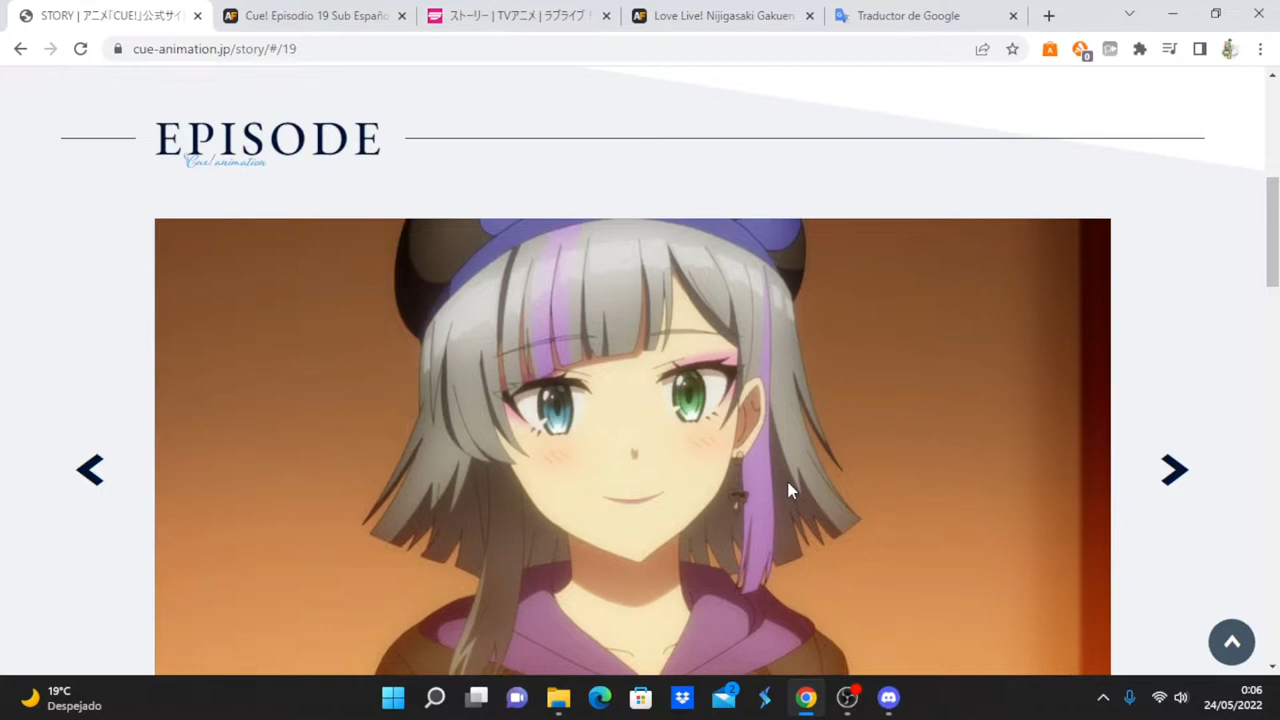 STORY | アニメ「CUE!」公式サイ
Cue! Episodio 19 Sub Españo
ストーリー | TVアニメ | ラブライブ！
Love Live! Nijigasaki Gakuen
Traductor de Google
cue-animation.jp/story/#/19
0
EPISODE
Cue! animation
19°C
Despejado
2
0:06
24/05/2022